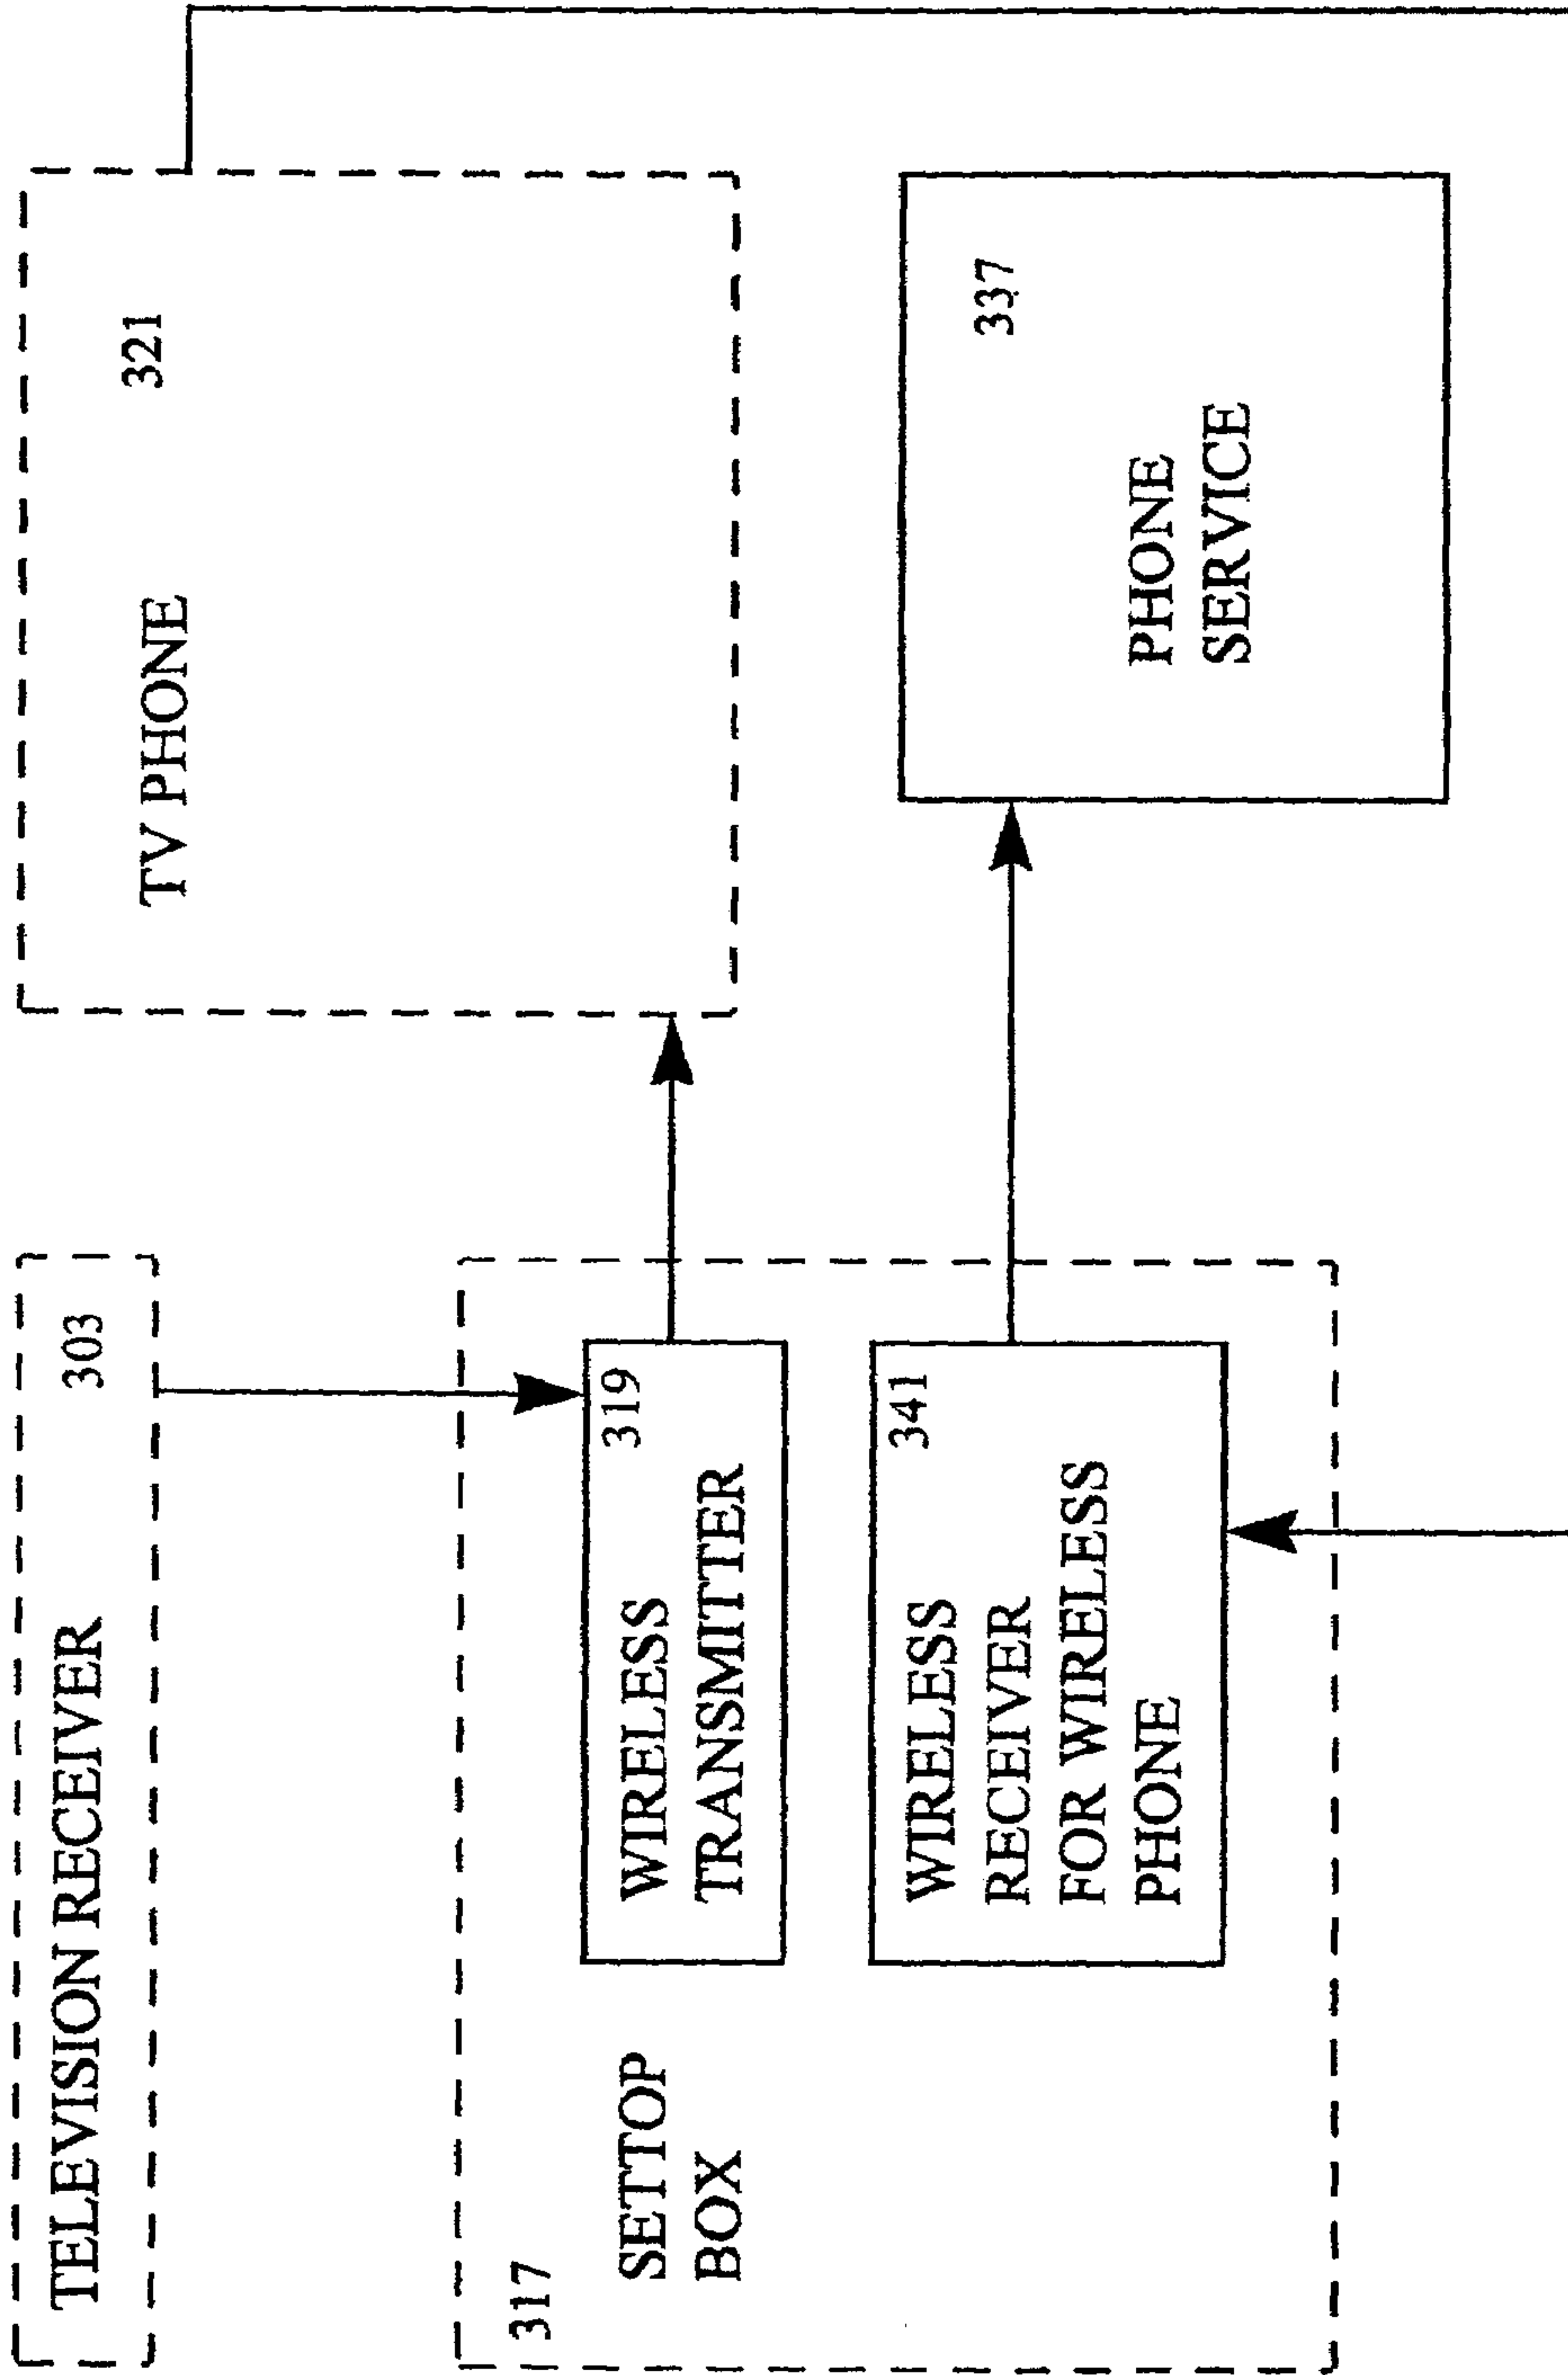 TELEVISION RECEIVER 303
317
SETTOP
BOX
319
WIRELESS
TRANSMITTER
341
WIRELESS
RECEIVER
FOR WIRELESS
PHONE
321
TV PHONE
337
PHONE
SERVICE